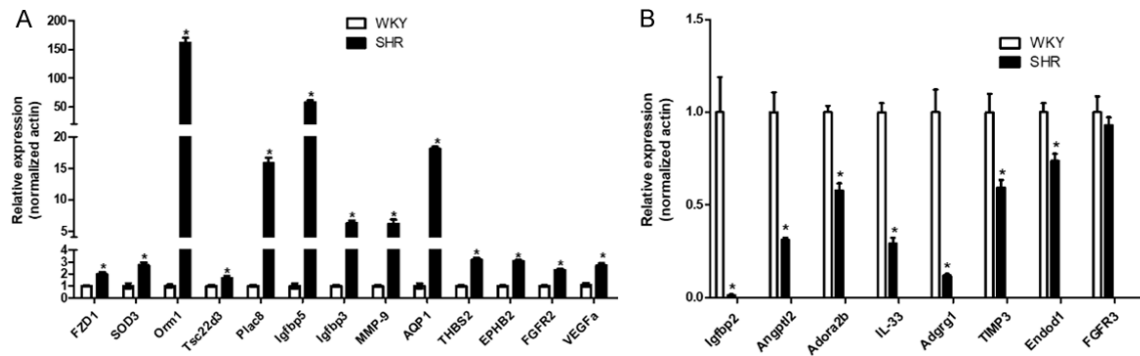 A
Relative expression
(normalized actin)
200
150
100
50
20
15
10
5
4
3
2
1
0
WKY
SHR
*
*
*
*
*
*
*
*
*
*
*
*
*
FZD1
SOD3
Orm1
Tsc22d3
Plac8
Igfbp5
Igfbp3
MMP-9
AQP1
THBS2
EPHB2
FGFR2
VEGFa
B
Relative expression
(normalized actin)
1.5
1.0
0.5
0.0
WKY
SHR
*
*
*
*
*
*
*
Igfbp2
Angptl2
Adora2b
IL-33
Adgrg1
TIMP3
Endod1
FGFR3